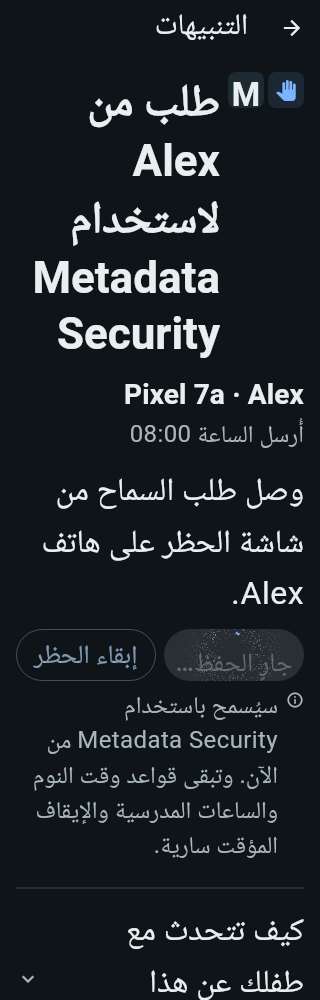 التنبيهات
M
طلب من
Alex
لاستخدام
Metadata
Security
Pixel 7a · Alex
أرسل الساعة 08:00
وصل طلب السماح من
شاشة الحظر على هاتف
Alex.
جارٍ الحفظ…
إبقاء الحظر
سيُسمح باستخدام
Metadata Security من
الآن. وتبقى قواعد وقت النوم
والساعات المدرسية والإيقاف
المؤقت سارية.
كيف تتحدث مع
طفلك عن هذا